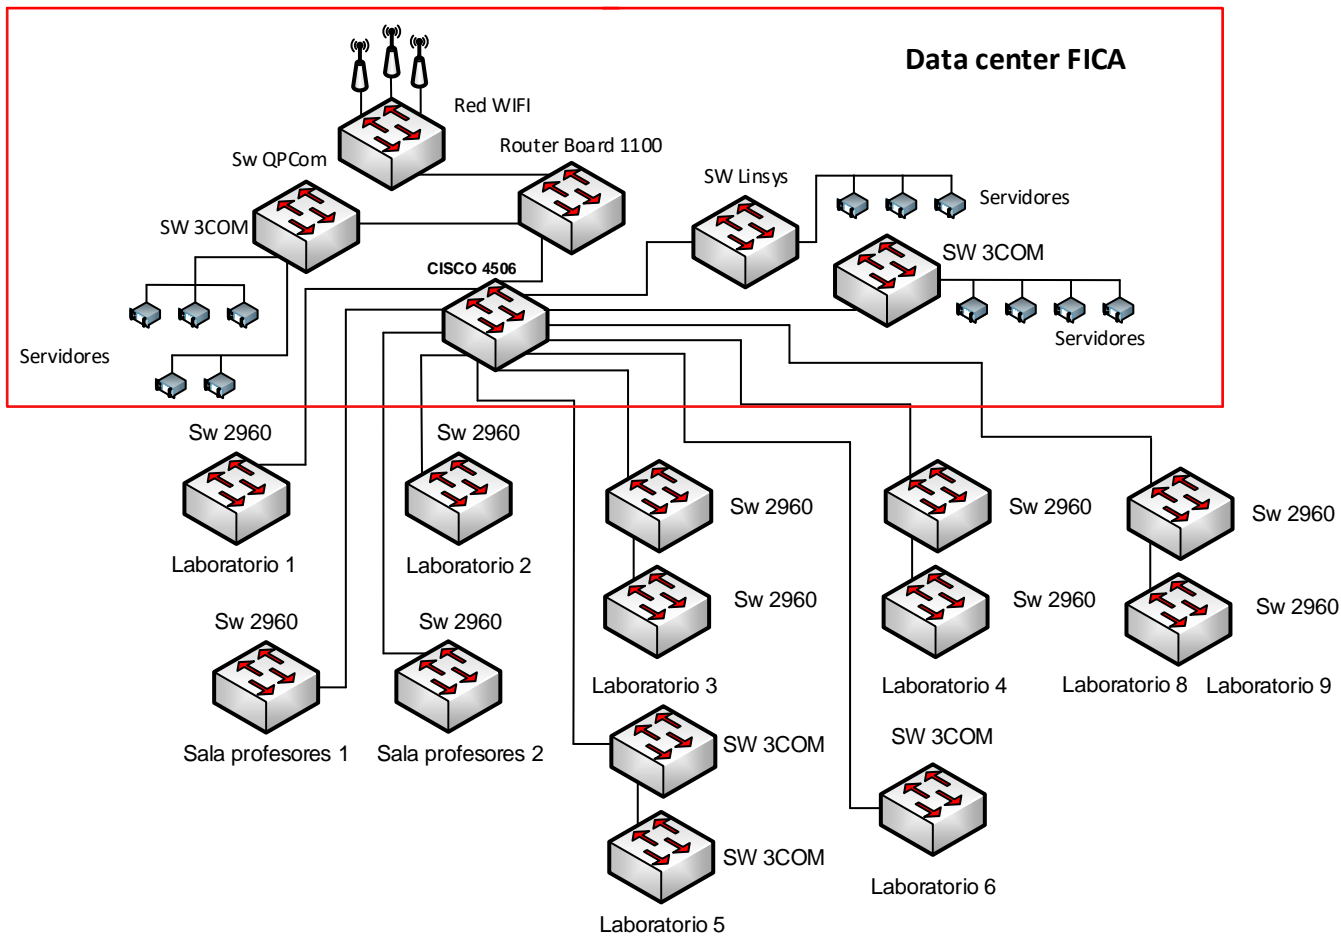 Data center FICA
Red WIFI
Router Board 1100
Sw QPCom
SW Linsys
Servidores
SW 3COM
SW 3COM
CISCO 4506
Servidores
Servidores
Sw 2960
Sw 2960
Sw 2960
Sw 2960
Sw 2960
Laboratorio 1
Laboratorio 2
Sw 2960
Sw 2960
Sw 2960
Sw 2960
Sw 2960
Laboratorio 3
Laboratorio 4
Laboratorio 8
Laboratorio 9
Sala profesores 1
Sala profesores 2
SW 3COM
SW 3COM
SW 3COM
Laboratorio 6
Laboratorio 5